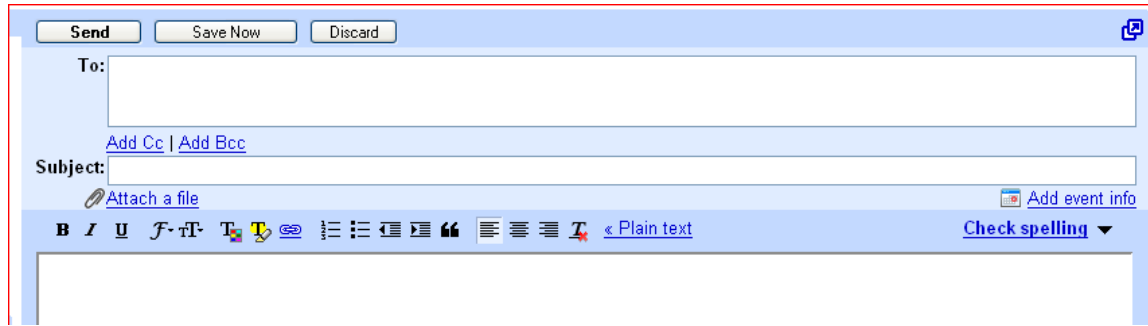 Send Save Now Discard
To:
Add Cc | Add Bcc
Subject:
Attach a file Add event info
B I U F T T T T « Plain text Check spelling